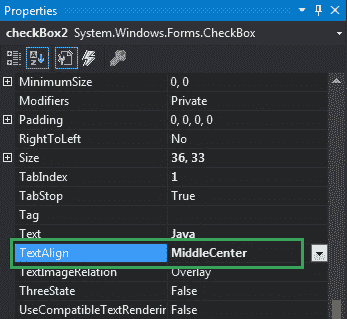 Properties
checkBox2 System.Windows.Forms.CheckBox
MinimumSize 0, 0
Modifiers Private
Padding 0, 0, 0, 0
RightToLeft No
Size 36, 33
TabIndex 1
TabStop True
Tag
Text Java
TextAlign MiddleCenter
TextImageRelation Overlay
ThreeState False
UseCompatibleTextRenderin False